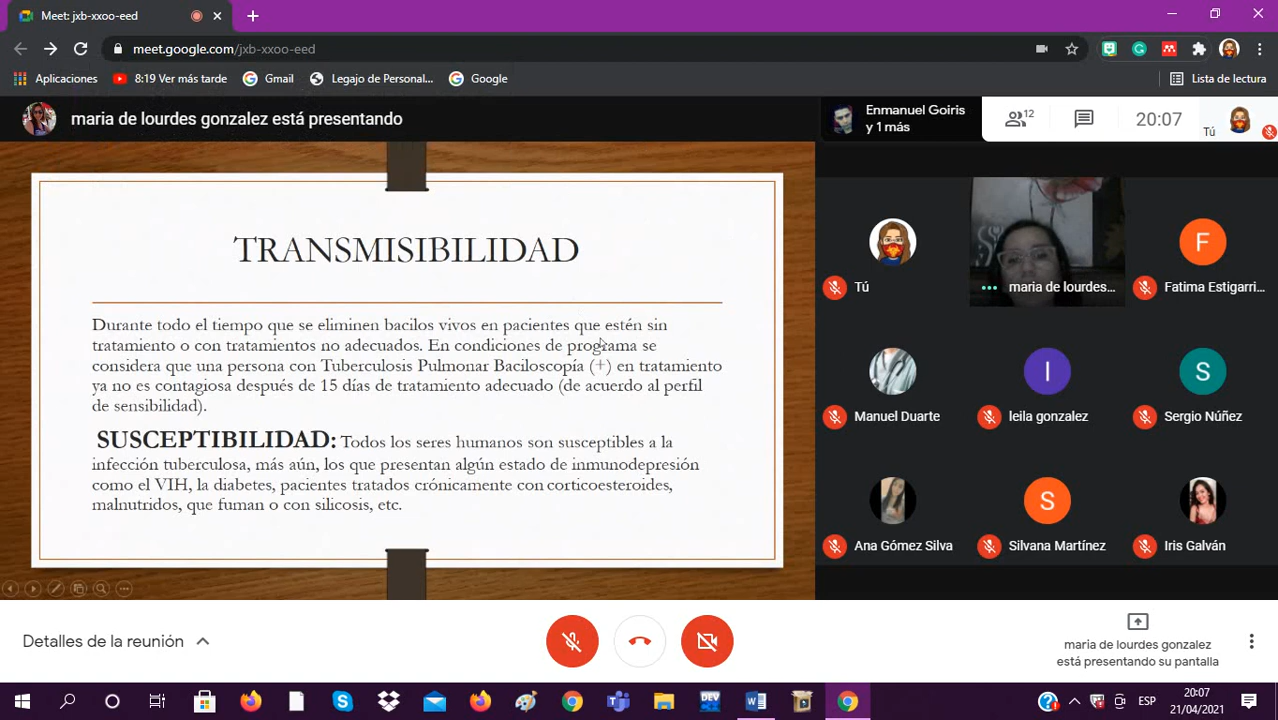 Meet: jxb-xxoo-eed
meet.google.com/jxb-xxoo-eed
Aplicaciones
8:19 Ver más tarde
Gmail
Legajo de Personal...
Google
Lista de lectura
maria de lourdes gonzalez está presentando
Enmanuel Goiris
y 1 más
12
20:07
Tú
TRANSMISIBILIDAD
Durante todo el tiempo que se eliminen bacilos vivos en pacientes que estén sin
tratamiento o con tratamientos no adecuados. En condiciones de programa se
considera que una persona con Tuberculosis Pulmonar Baciloscopía (+) en tratamiento
ya no es contagiosa después de 15 días de tratamiento adecuado (de acuerdo al perfil
de sensibilidad).
SUSCEPTIBILIDAD: Todos los seres humanos son susceptibles a la
infección tuberculosa, más aún, los que presentan algún estado de inmunodepresión
como el VIH, la diabetes, pacientes tratados crónicamente con corticoesteroides,
malnutridos, que fuman o con silicosis, etc.
Tú
maria de lourdes...
F
Fatima Estigarri...
Manuel Duarte
I
leila gonzalez
S
Sergio Núñez
Ana Gómez Silva
S
Silvana Martínez
Iris Galván
Detalles de la reunión
maria de lourdes gonzalez
está presentando su pantalla
DEV
ESP
20:07
21/04/2021